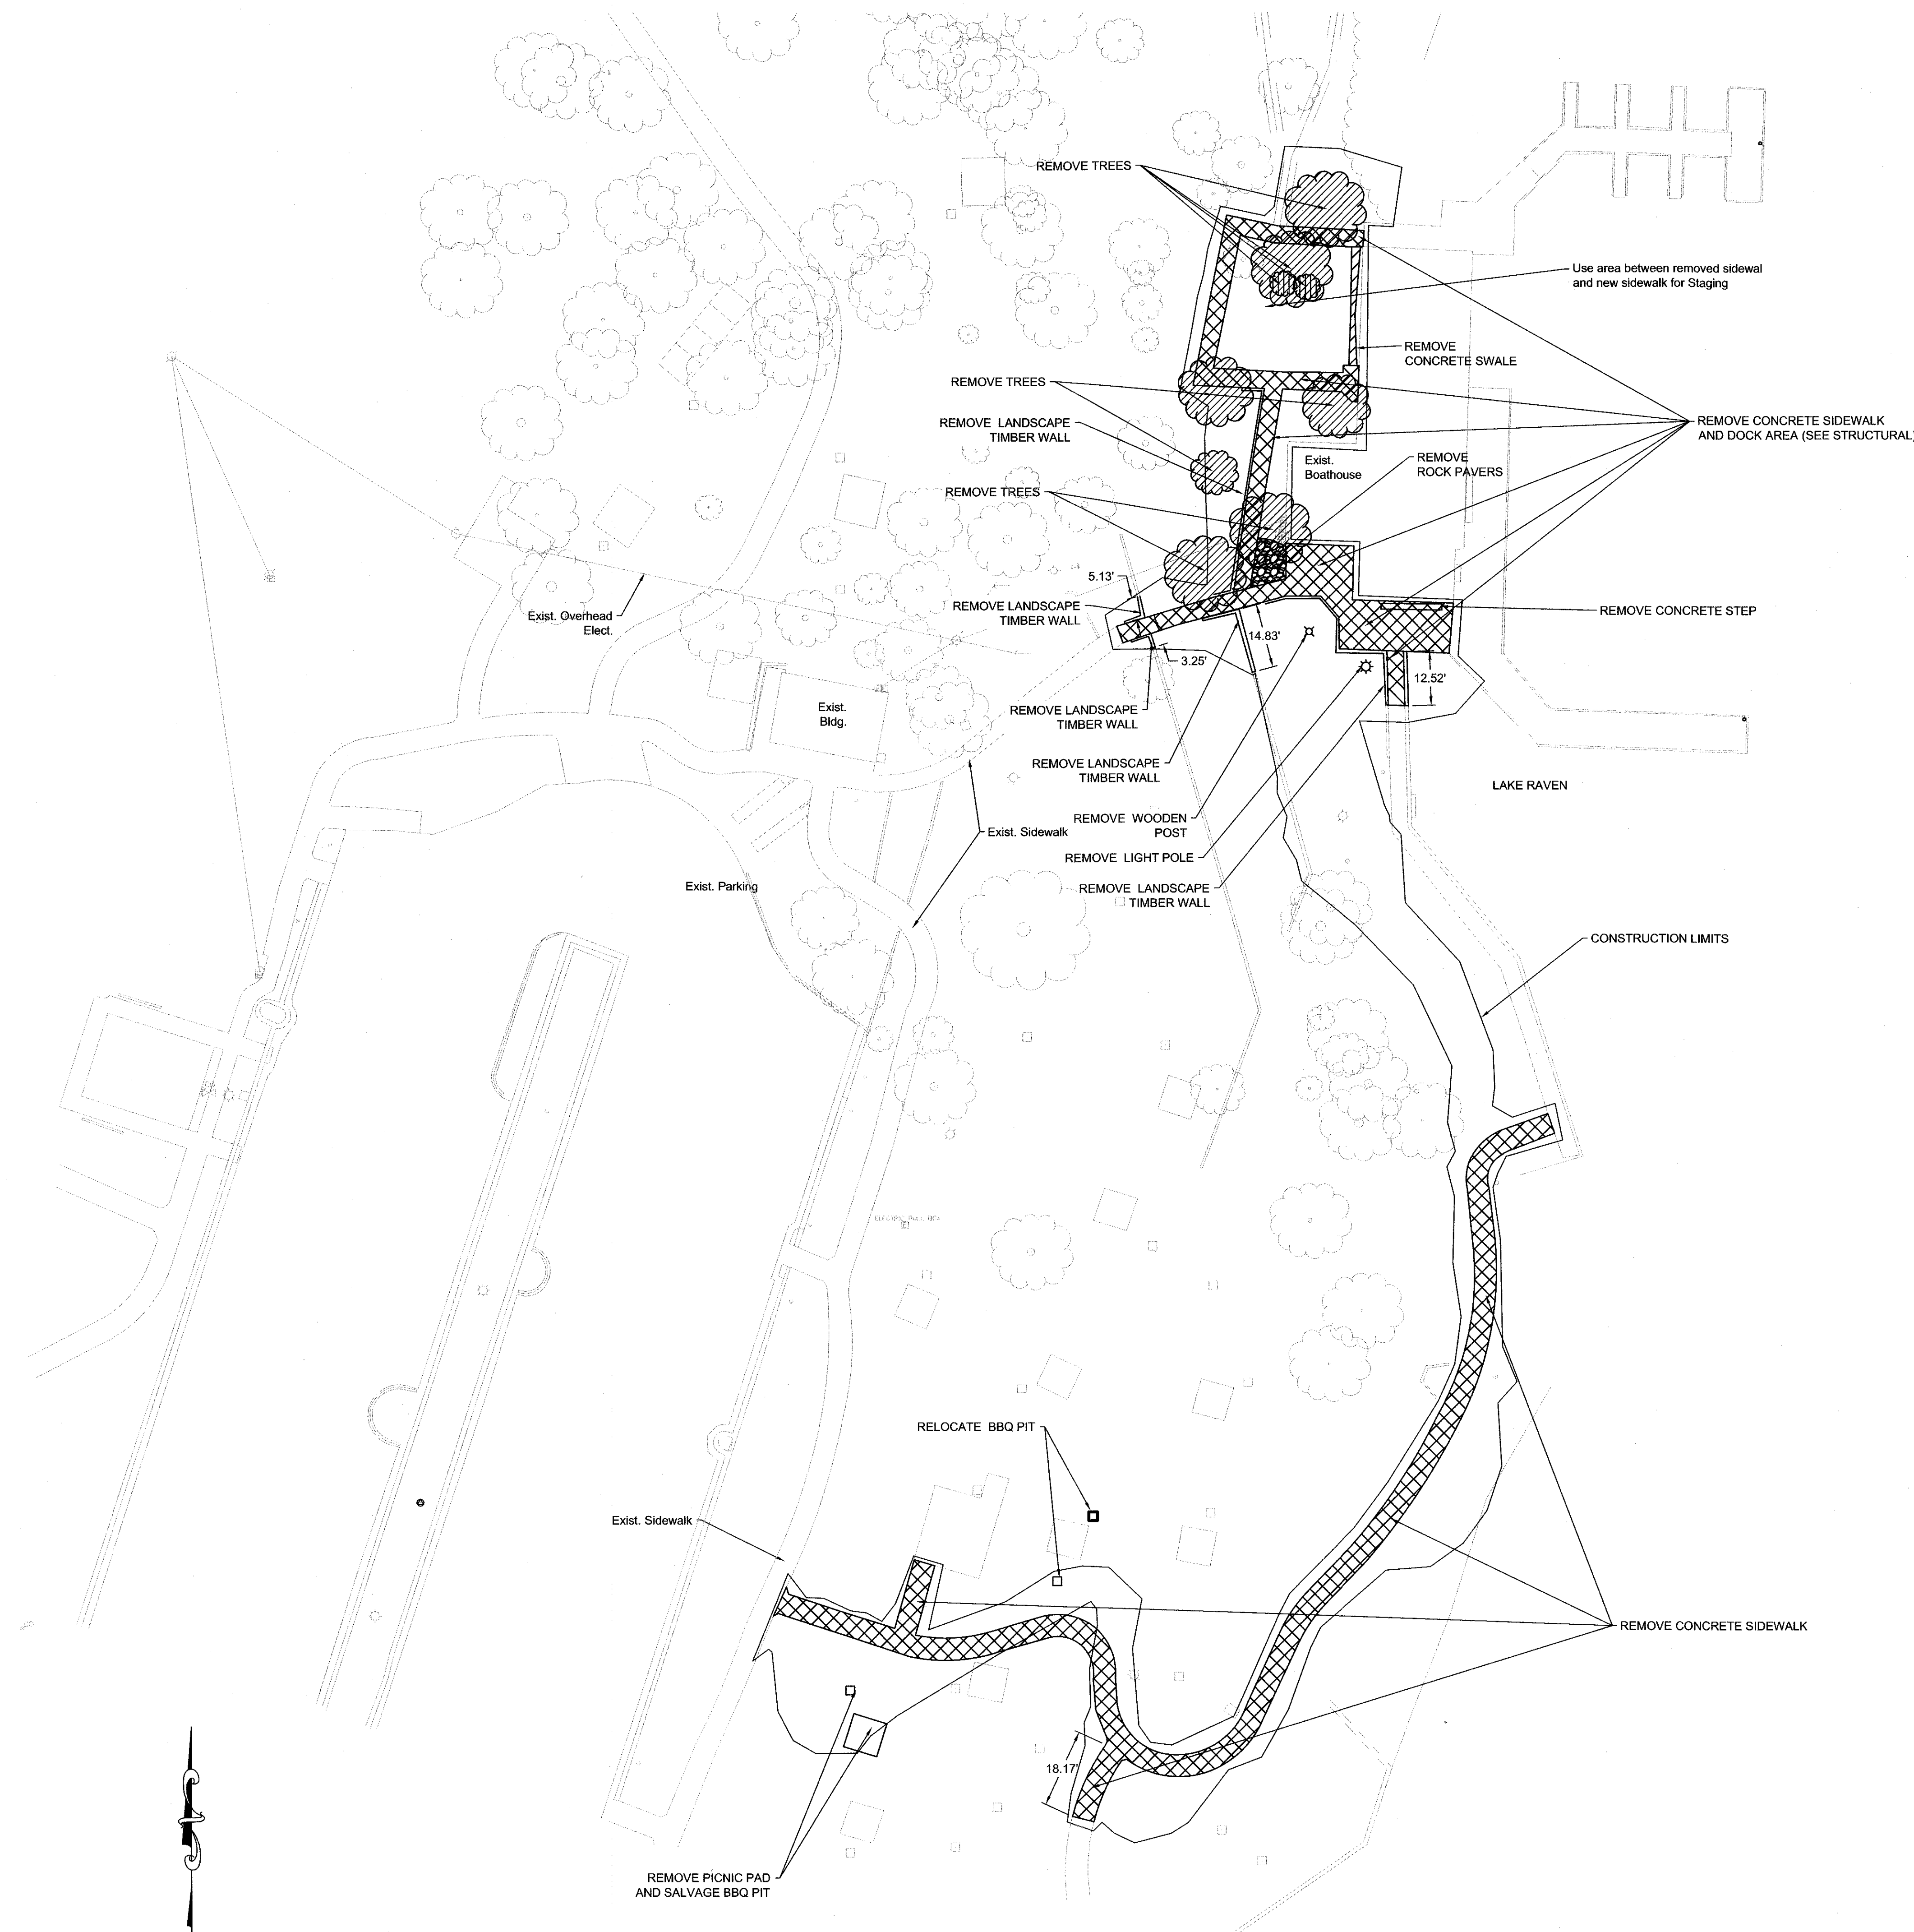 REMOVE TREES
Use area between removed sidewal
and new sidewalk for Staging
REMOVE
CONCRETE SWALE
REMOVE TREES
REMOVE LANDSCAPE
TIMBER WALL
REMOVE CONCRETE SIDEWALK
AND DOCK AREA (SEE STRUCTURAL)
Exist.
Boathouse
REMOVE
ROCK PAVERS
REMOVE TREES
5.13'
REMOVE LANDSCAPE
TIMBER WALL
Exist. Overhead
Elect.
REMOVE CONCRETE STEP
14.83'
3.25'
12.52'
Exist.
Bldg.
REMOVE LANDSCAPE
TIMBER WALL
REMOVE LANDSCAPE
TIMBER WALL
LAKE RAVEN
REMOVE WOODEN
POST
Exist. Sidewalk
REMOVE LIGHT POLE
Exist. Parking
REMOVE LANDSCAPE
TIMBER WALL
CONSTRUCTION LIMITS
RELOCATE BBQ PIT
Exist. Sidewalk
REMOVE CONCRETE SIDEWALK
18.17'
REMOVE PICNIC PAD
AND SALVAGE BBQ PIT